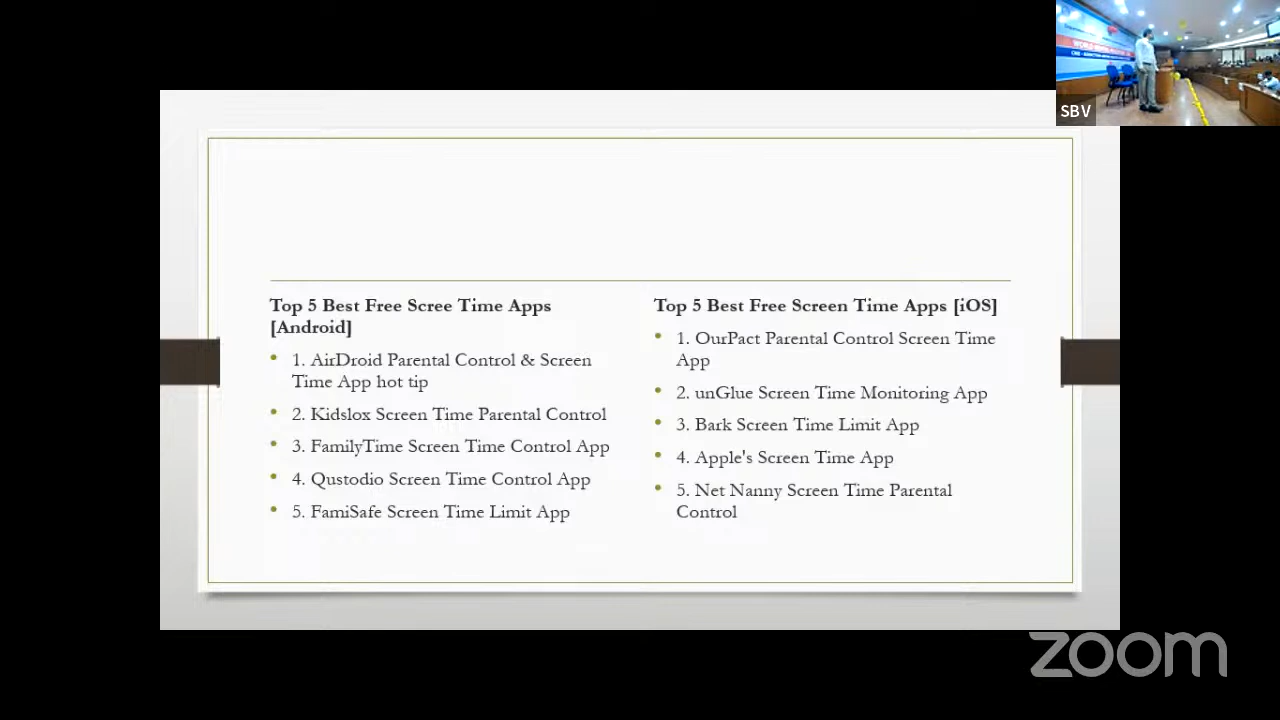 SBV
Top 5 Best Free Scree Time Apps
[Android]
• 1. AirDroid Parental Control & Screen
Time App hot tip
• 2. Kidslox Screen Time Parental Control
• 3. FamilyTime Screen Time Control App
• 4. Qustodio Screen Time Control App
• 5. FamiSafe Screen Time Limit App
Top 5 Best Free Screen Time Apps [iOS]
• 1. OurPact Parental Control Screen Time
App
• 2. unGlue Screen Time Monitoring App
• 3. Bark Screen Time Limit App
• 4. Apple's Screen Time App
• 5. Net Nanny Screen Time Parental
Control
zoom